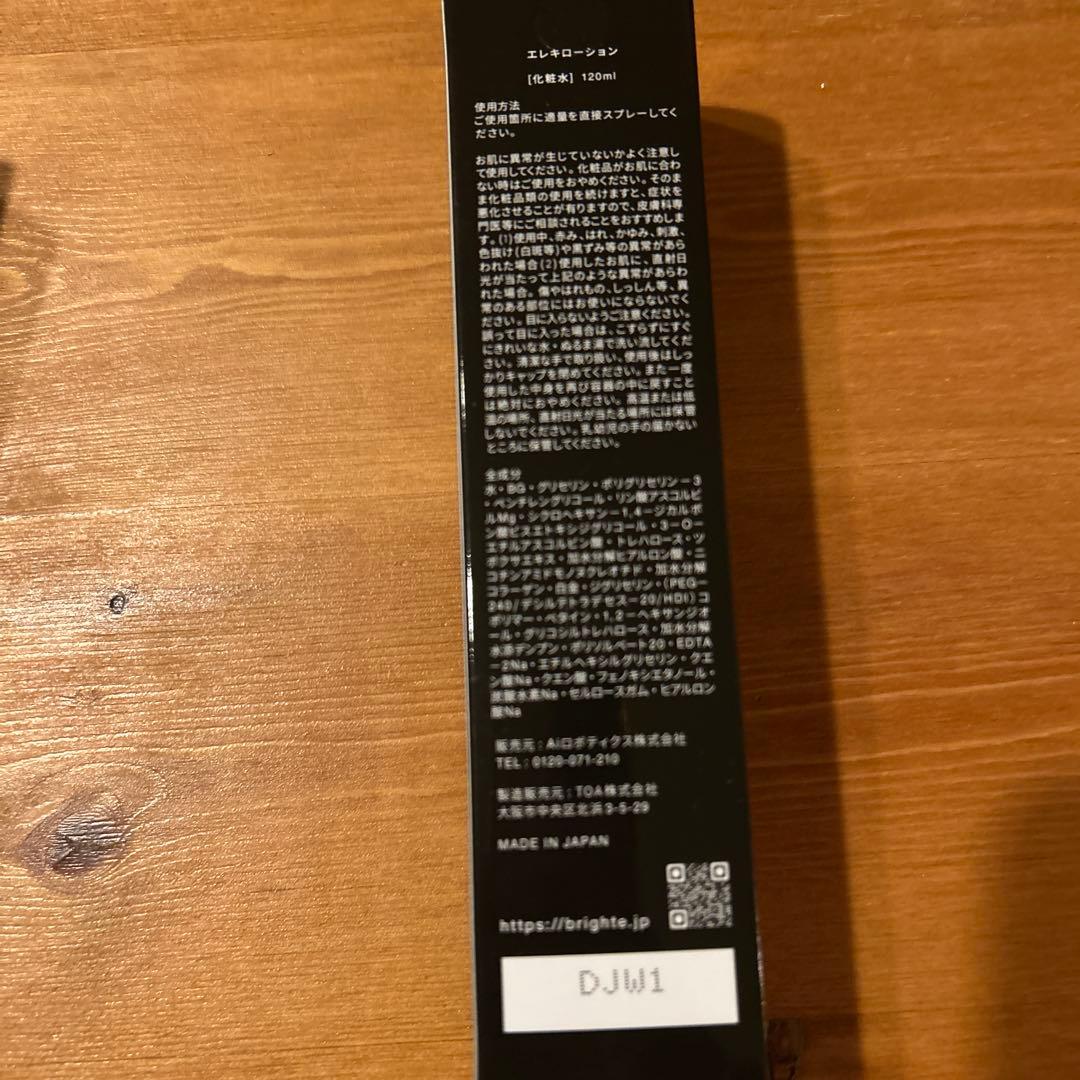 エレキローション
[化粧水] 120ml
使用方法
ご使用箇所に適量を直接スプレーしてく
ださい。
お肌に異常が生じていないかよく注意し
て使用してください。化粧品がお肌に合わ
ない時はご使用をおやめください。そのま
ま化粧品類の使用を続けますと、症状を
悪化させることが有りますので、皮膚科専
門医等にご相談されることをおすすめしま
す。(1)使用中、赤み、はれ、かゆみ、刺激、
色抜け(白斑等)や黒ずみ等の異常があら
われた場合(2)使用したお肌に、直射日
光が当たって上記のような異常があらわ
れた場合。傷やはれもの、しっしん等、異
常のある部位にはお使いにならないでく
ださい。目に入らないようご注意ください。
誤って目に入った場合は、こすらずにすぐ
にきれいな水・ぬるま湯で洗い流してくだ
さい。清潔な手で取り扱い、使用後はしっ
かりキャップを閉めてください。また一度
使用した中身を再び容器の中に戻すこと
は絶対におやめください。高温または低
温の場所、直射日光が当たる場所には保管
しないでください。乳幼児の手の届かない
ところに保管してください。
全成分
水・BG・グリセリン・ポリグリセリン-3
・ペンチレングリコール・リン酸アスコルビ
ルMg・シクロヘキサン-1,4-ジカルボ
ン酸ビスエトキシジグリコール・3-O-
エチルアスコルビン酸・トレハロース・ツ
ボクサエキス・加水分解ヒアルロン酸・ニ
コチンアミドモノヌクレオチド・加水分解
コラーゲン・白金・ジグリセリン・(PEG-
240/デシルテトラデセス-20/HDI)コ
ポリマー・ベタイン・1,2-ヘキサンジオ
ール・グリコシルトレハロース・加水分解
水添デンプン・ポリソルベート20・EDTA
-2Na・エチルヘキシルグリセリン・クエ
ン酸Na・クエン酸・フェノキシエタノール・
炭酸水素Na・セルロースガム・ヒアルロン
酸Na
販売元:AIロボティクス株式会社
TEL:0120-071-210
製造販売元:TOA株式会社
大阪市中央区北浜3-5-29
MADE IN JAPAN
https://brighte.jp
DJW1